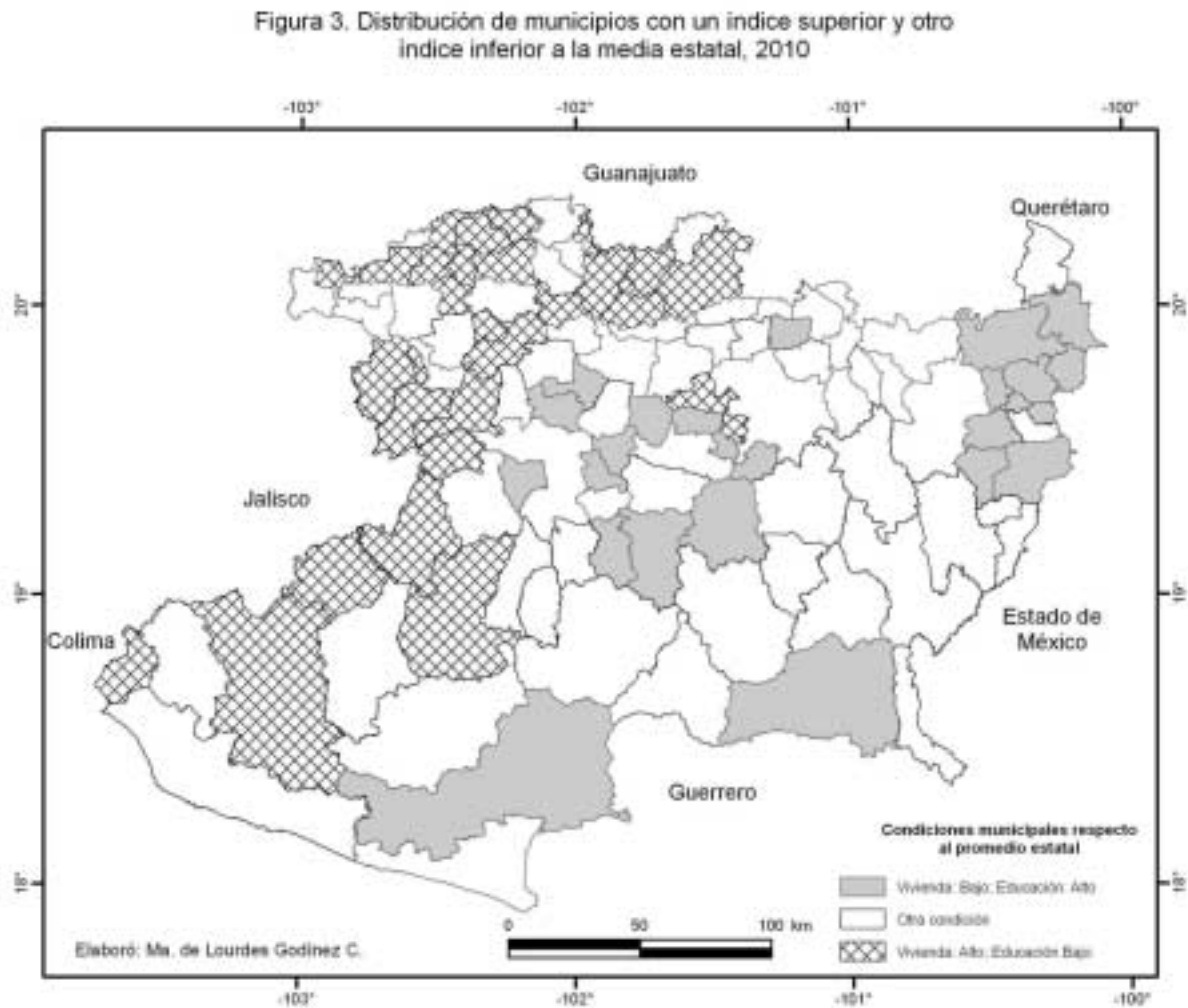 Figura 3. Distribución de municipios con un indice superior y otro
indice inferior a la media estatal, 2010
-103°
-102°
-101°
-100°
Guanajuato
Querétaro
20°
20°
Jalisco
19°
19°
Colima
Estado de
México
Guerrero
Condiciones municipales respecto
al promedio estatal
18°
Vivienda: Bajo; Educación: Alto
18°
Otra condición
0 50 100 km
Elaboró: Ma. de Lourdes Godínez C.
Vivienda: Alto; Educación Bajo
-103°
-102°
-101°
-100°